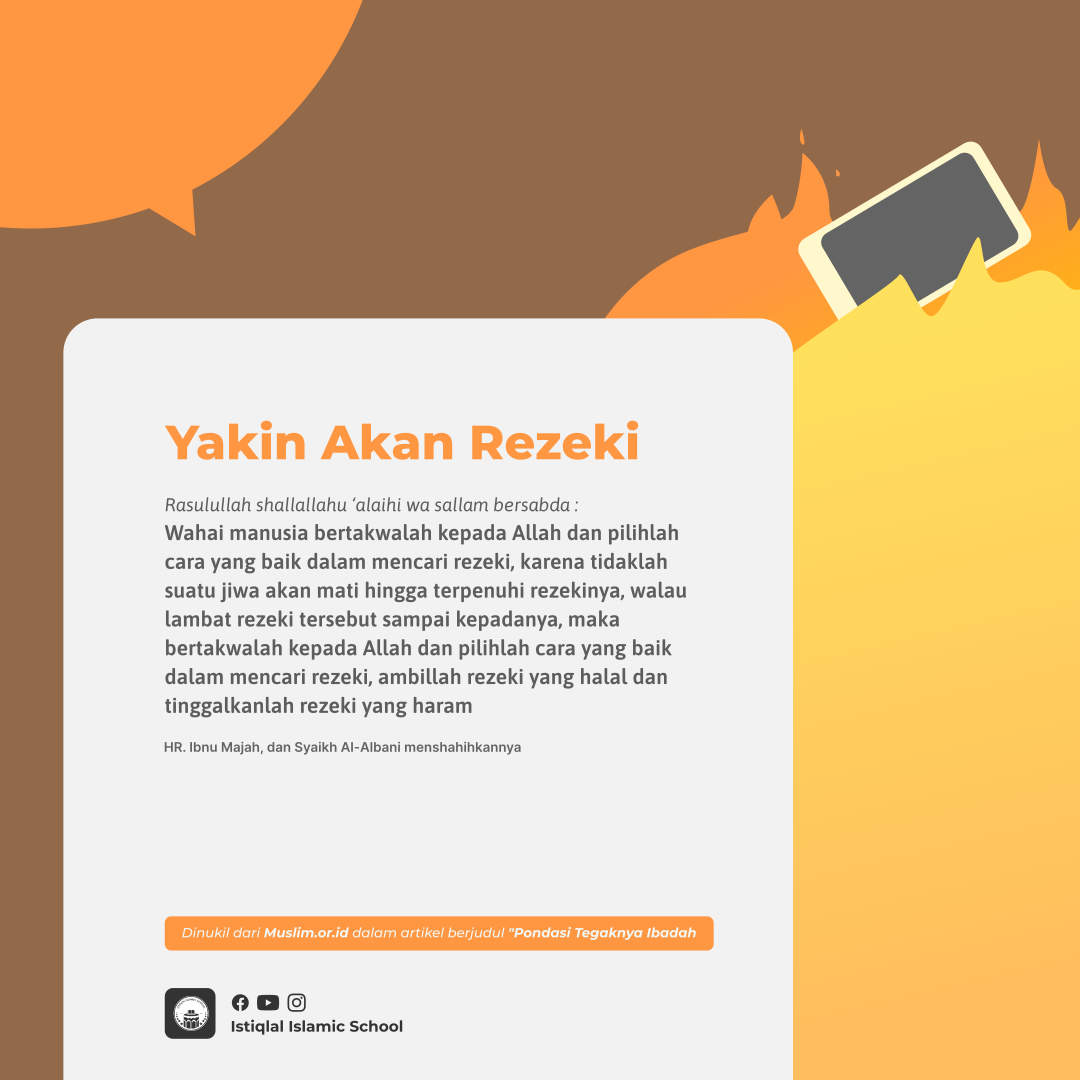 Yakin Akan Rezeki
Rasulullah shallallahu ‘alaihi wa sallam bersabda :
Wahai manusia bertakwalah kepada Allah dan pilihlah
cara yang baik dalam mencari rezeki, karena tidaklah
suatu jiwa akan mati hingga terpenuhi rezekinya, walau
lambat rezeki tersebut sampai kepadanya, maka
bertakwalah kepada Allah dan pilihlah cara yang baik
dalam mencari rezeki, ambillah rezeki yang halal dan
tinggalkanlah rezeki yang haram
HR. Ibnu Majah, dan Syaikh Al-Albani menshahihkannya
Dinukil dari Muslim.or.id dalam artikel berjudul "Pondasi Tegaknya Ibadah
Istiqlal Islamic School